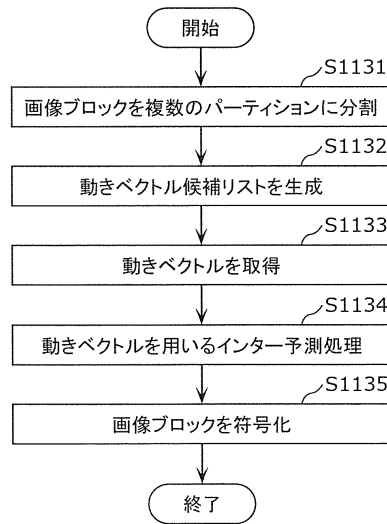 開始
S1131
画像ブロックを複数のパーティションに分割
S1132
動きベクトル候補リストを生成
S1133
動きベクトルを取得
S1134
動きベクトルを用いるインター予測処理
S1135
画像ブロックを符号化
終了